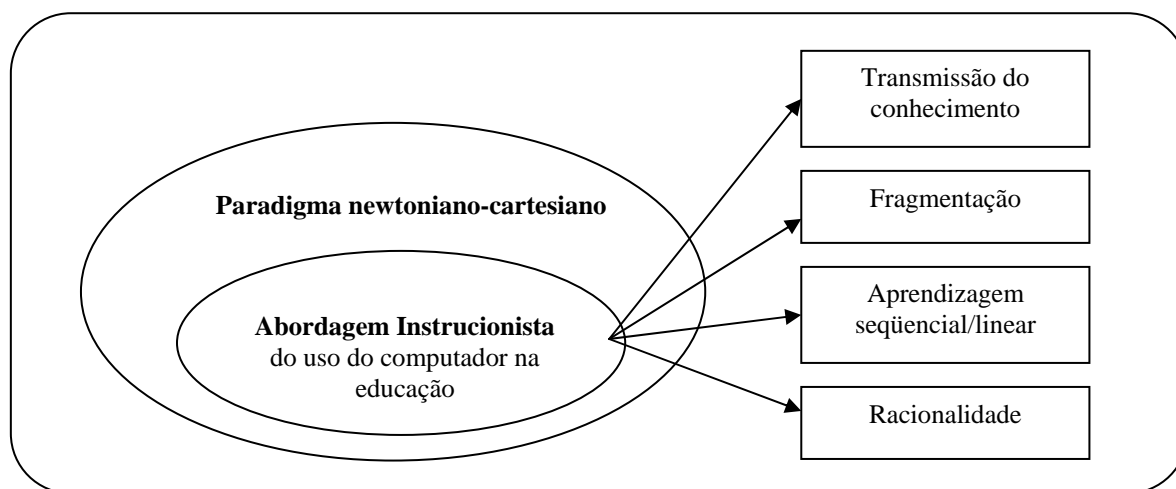 Paradigma newtoniano-cartesiano
Abordagem Instrucionista
do uso do computador na
educação
Transmissão do
conhecimento
Fragmentação
Aprendizagem
seqüencial/linear
Racionalidade